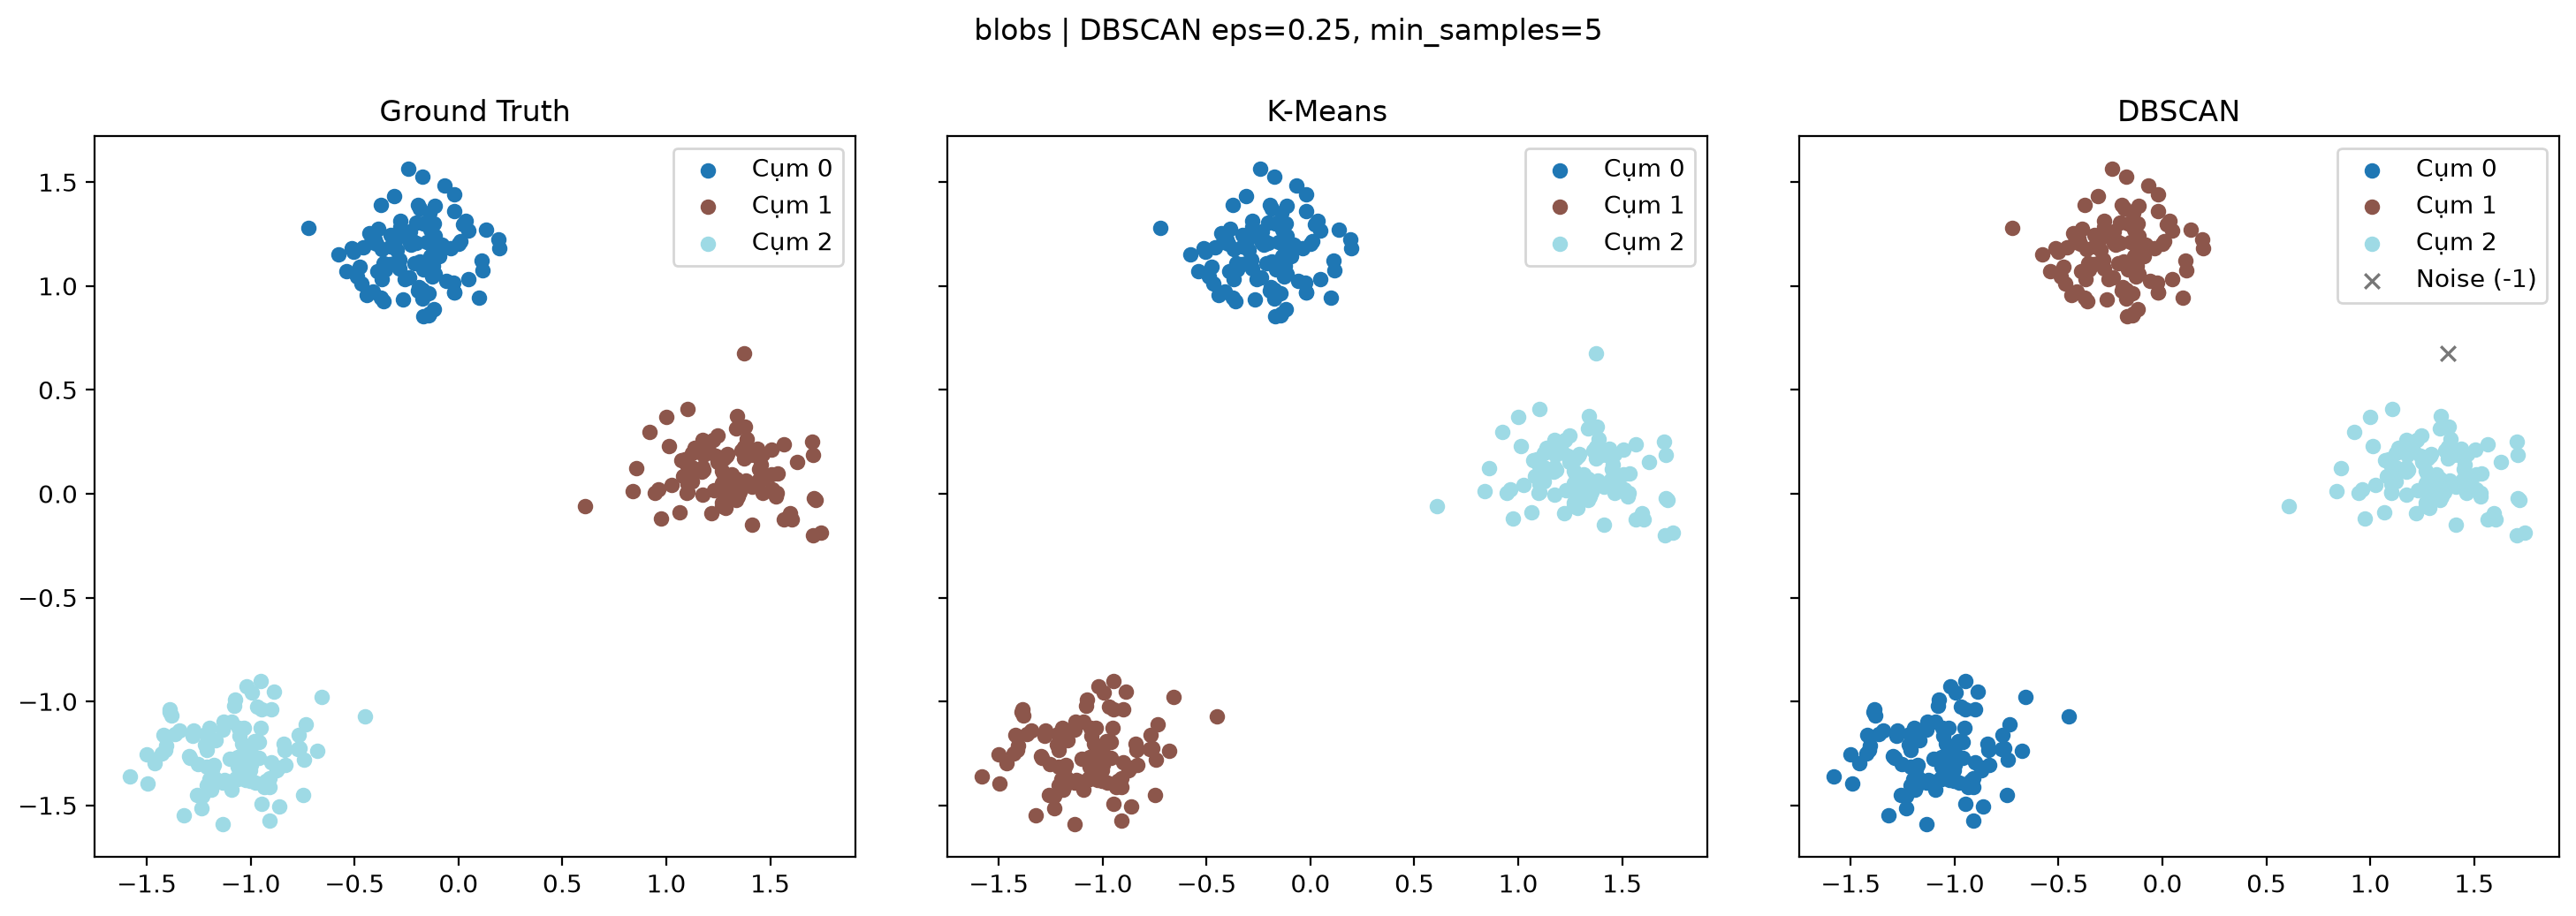 blobs | DBSCAN eps=0.25, min_samples=5
Ground Truth
Cụm 0
Cụm 1
Cụm 2
1.5
1.0
0.5
0.0
−0.5
−1.0
−1.5
−1.5 −1.0 −0.5 0.0 0.5 1.0 1.5
K-Means
Cụm 0
Cụm 1
Cụm 2
−1.5 −1.0 −0.5 0.0 0.5 1.0 1.5
DBSCAN
Cụm 0
Cụm 1
Cụm 2
Noise (-1)
−1.5 −1.0 −0.5 0.0 0.5 1.0 1.5